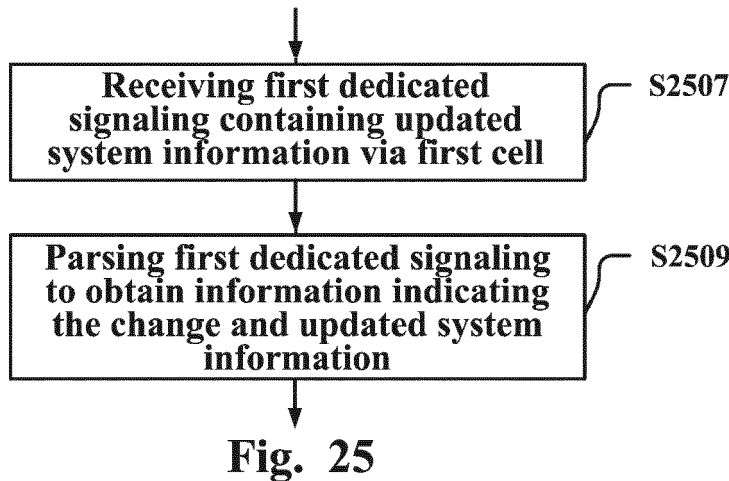 Receiving first dedicated
signaling containing updated
system information via first cell
S2507
Parsing first dedicated signaling
to obtain information indicating
the change and updated system
information
S2509
Fig. 25